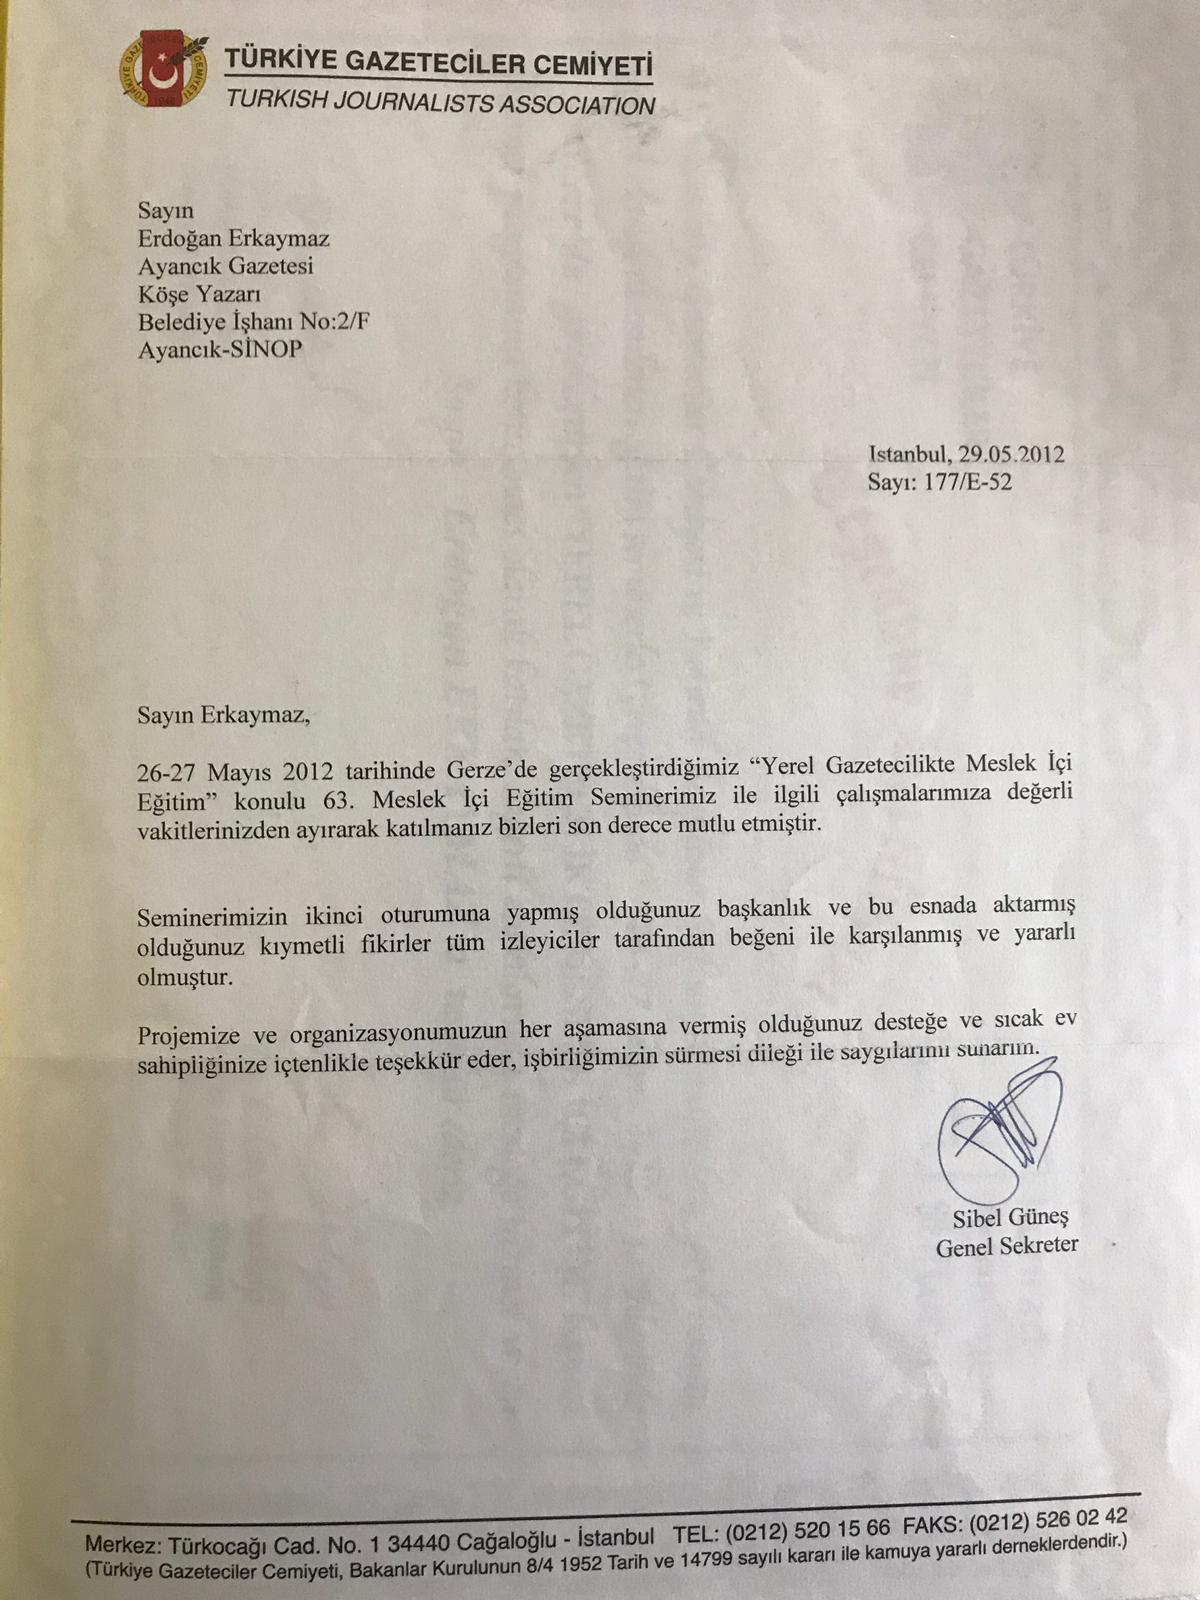 TÜRKİYE GAZETECİLER CEMİYETİ
TURKISH JOURNALISTS ASSOCIATION
Sayın
Erdoğan Erkaymaz
Ayancık Gazetesi
Köşe Yazarı
Belediye İşhanı No:2/F
Ayancık-SİNOP
Istanbul, 29.05.2012
Sayı: 177/E-52
Sayın Erkaymaz,
26-27 Mayıs 2012 tarihinde Gerze’de gerçekleştirdiğimiz “Yerel Gazetecilikte Meslek İçi
Eğitim” konulu 63. Meslek İçi Eğitim Seminerimiz ile ilgili çalışmalarımıza değerli
vakitlerinizden ayırarak katılmanız bizleri son derece mutlu etmiştir.
Seminerimizin ikinci oturumuna yapmış olduğunuz başkanlık ve bu esnada aktarmış
olduğunuz kıymetli fikirler tüm izleyiciler tarafından beğeni ile karşılanmış ve yararlı
olmuştur.
Projemize ve organizasyonumuzun her aşamasına vermiş olduğunuz desteğe ve sıcak ev
sahipliğinize içtenlikle teşekkür eder, işbirliğimizin sürmesi dileği ile saygılarımı sunarım.
Sibel Güneş
Genel Sekreter
Merkez: Türkocağı Cad. No. 1 34440 Cağaloğlu - İstanbul TEL: (0212) 520 15 66 FAKS: (0212) 526 02 42
(Türkiye Gazeteciler Cemiyeti, Bakanlar Kurulunun 8/4 1952 Tarih ve 14799 sayılı kararı ile kamuya yararlı derneklerdendir.)